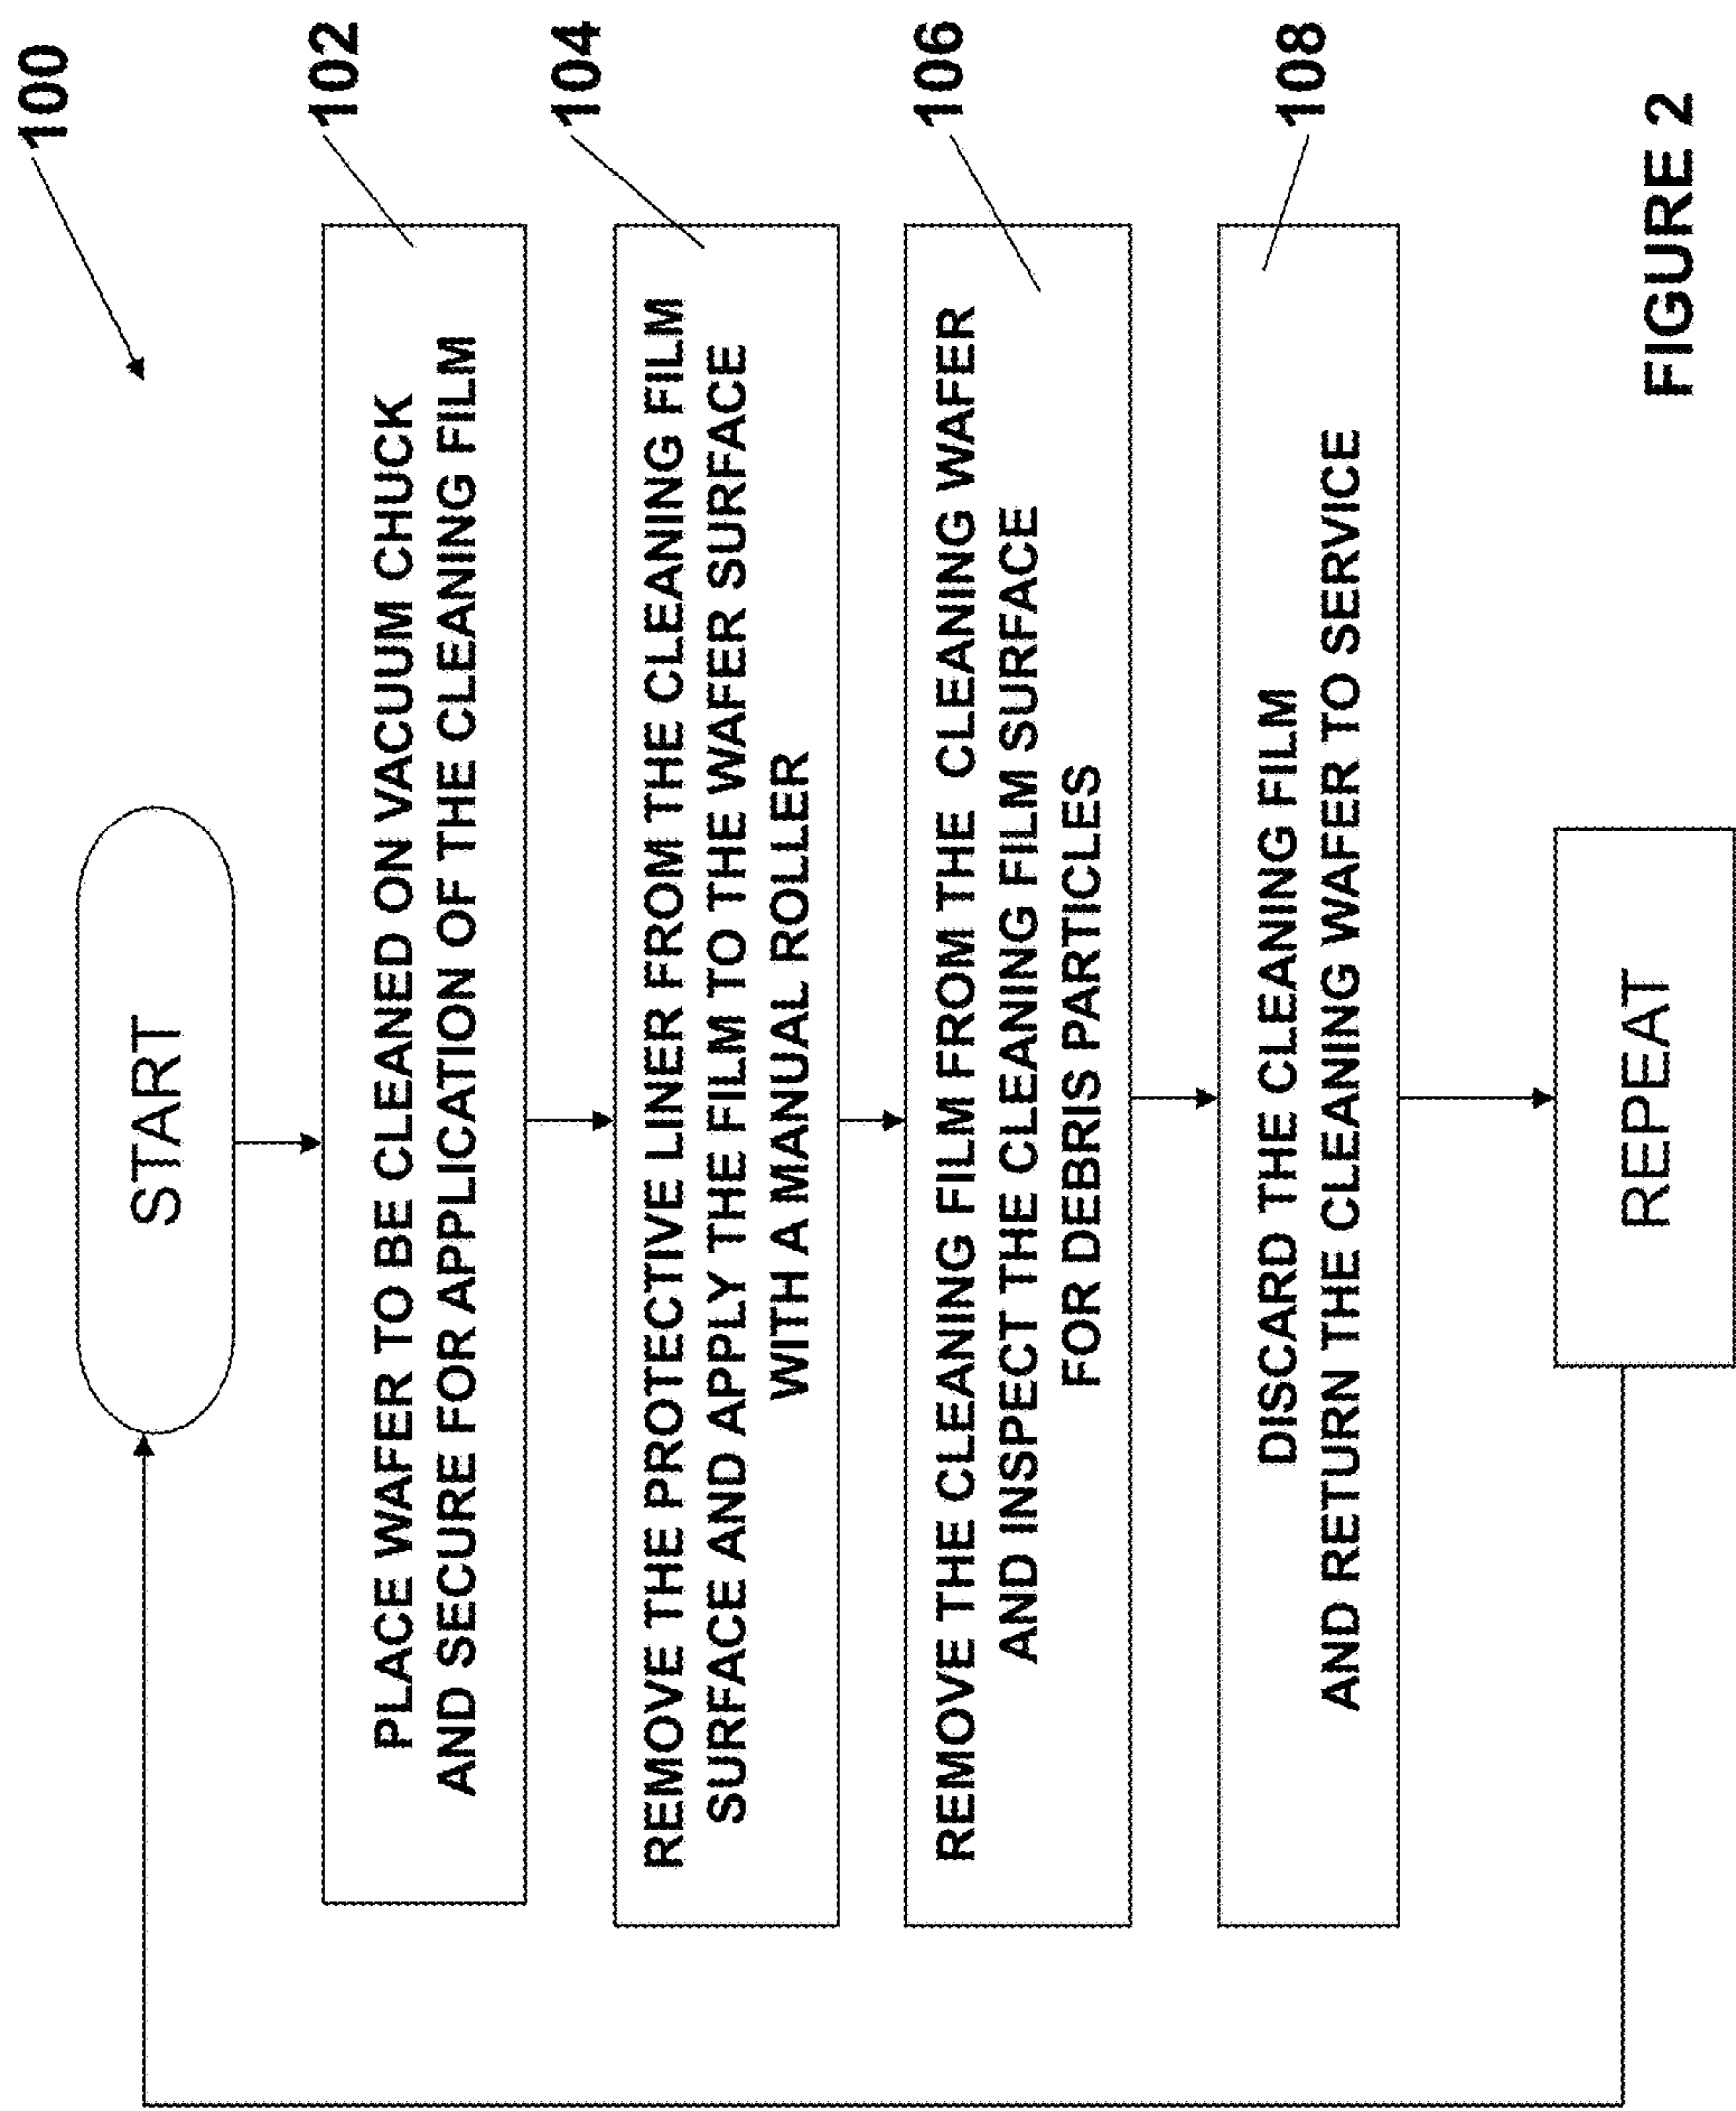 100
START
102
PLACE WAFER TO BE CLEANED ON VACUUM CHUCK
AND SECURE FOR APPLICATION OF THE CLEANING FILM
104
REMOVE THE PROTECTIVE LINER FROM THE CLEANING FILM
SURFACE AND APPLY THE FILM TO THE WAFER SURFACE
WITH A MANUAL ROLLER
106
REMOVE THE CLEANING FILM FROM THE CLEANING WAFER
AND INSPECT THE CLEANING FILM SURFACE
FOR DEBRIS PARTICLES
108
DISCARD THE CLEANING FILM
AND RETURN THE CLEANING WAFER TO SERVICE
REPEAT
FIGURE 2